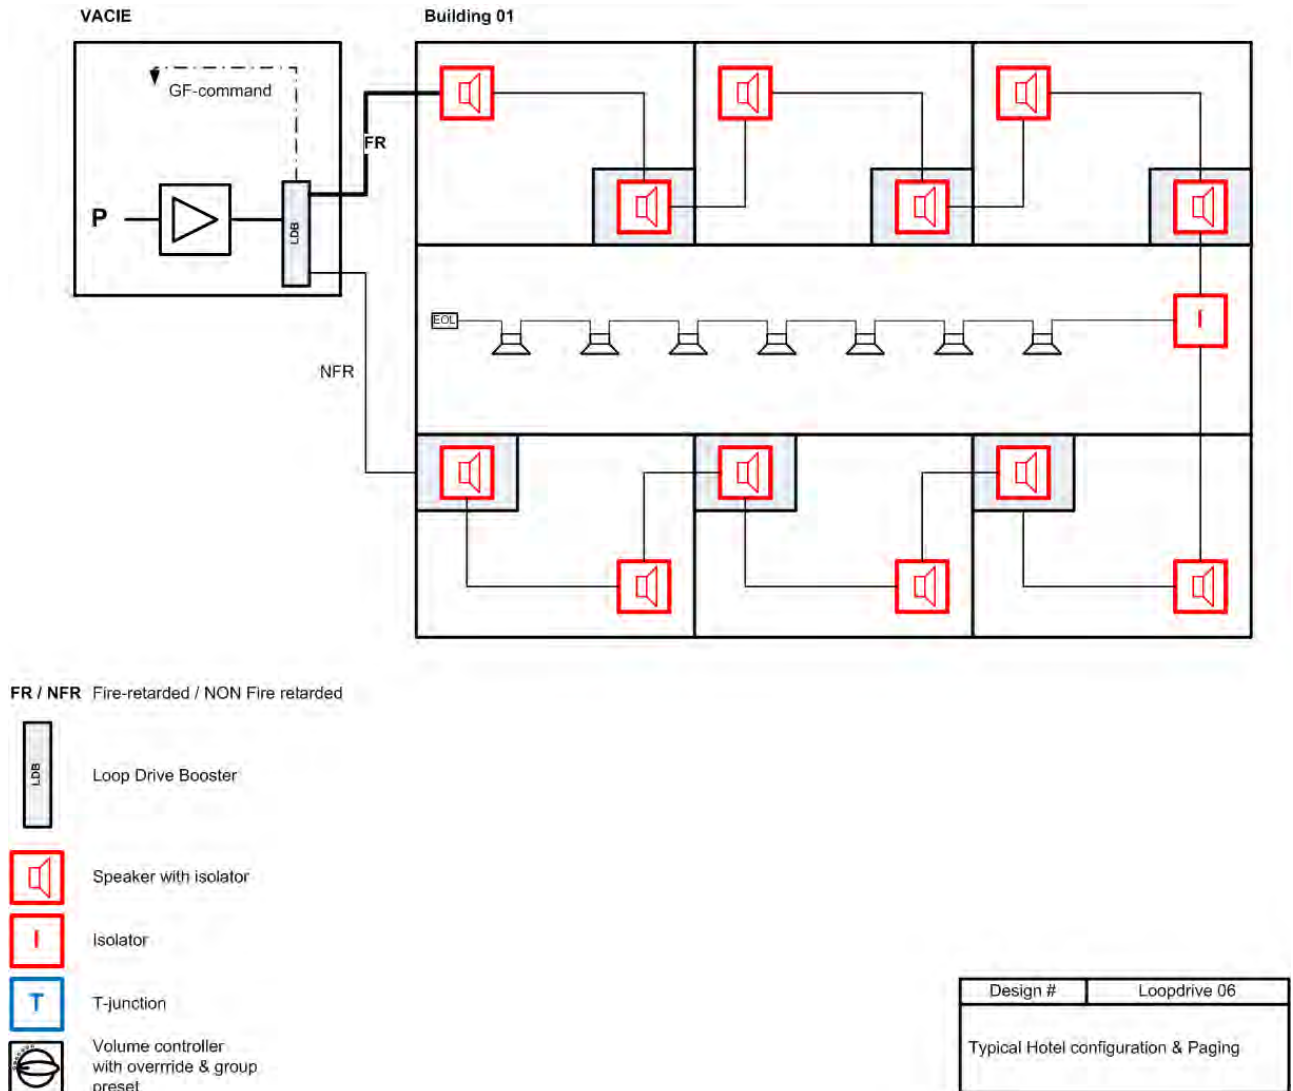 VACIE
Building 01
GF-command
FR
P
LDB
NFR
EOL
I
FR / NFR Fire-retarded / NON Fire retarded
LDB
Loop Drive Booster
Speaker with isolator
I
Isolator
T
T-junction
Volume controller
with overrride & group
preset
Design # Loopdrive 06
Typical Hotel configuration & Paging